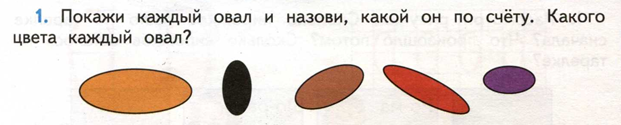 1. Покажи каждый овал и назови, какой он по счёту. Какого
цвета каждый овал?